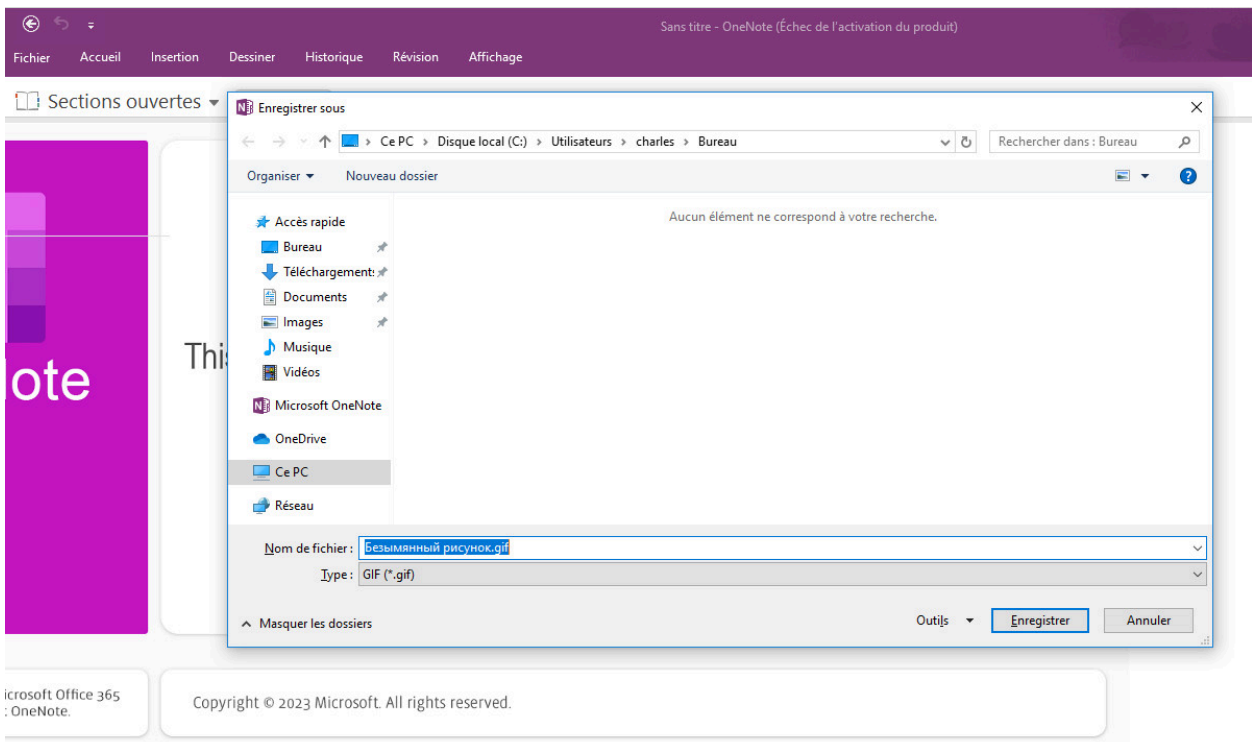 Sans titre - OneNote (Échec de l'activation du produit)
Fichier Accueil Insertion Dessiner Historique Révision Affichage
Sections ouvertes
Enregistrer sous
Ce PC > Disque local (C:) > Utilisateurs > charles > Bureau
Rechercher dans : Bureau
Organiser Nouveau dossier
Aucun élément ne correspond à votre recherche.
Accès rapide
Bureau
Téléchargement
Documents
Images
Musique
Vidéos
Microsoft OneNote
OneDrive
Ce PC
Réseau
This
ote
Nom de fichier : Безымянный рисунок.gif
Type : GIF (*.gif)
Masquer les dossiers
Outils Enregistrer Annuler
icrosoft Office 365
OneNote.
Copyright © 2023 Microsoft. All rights reserved.